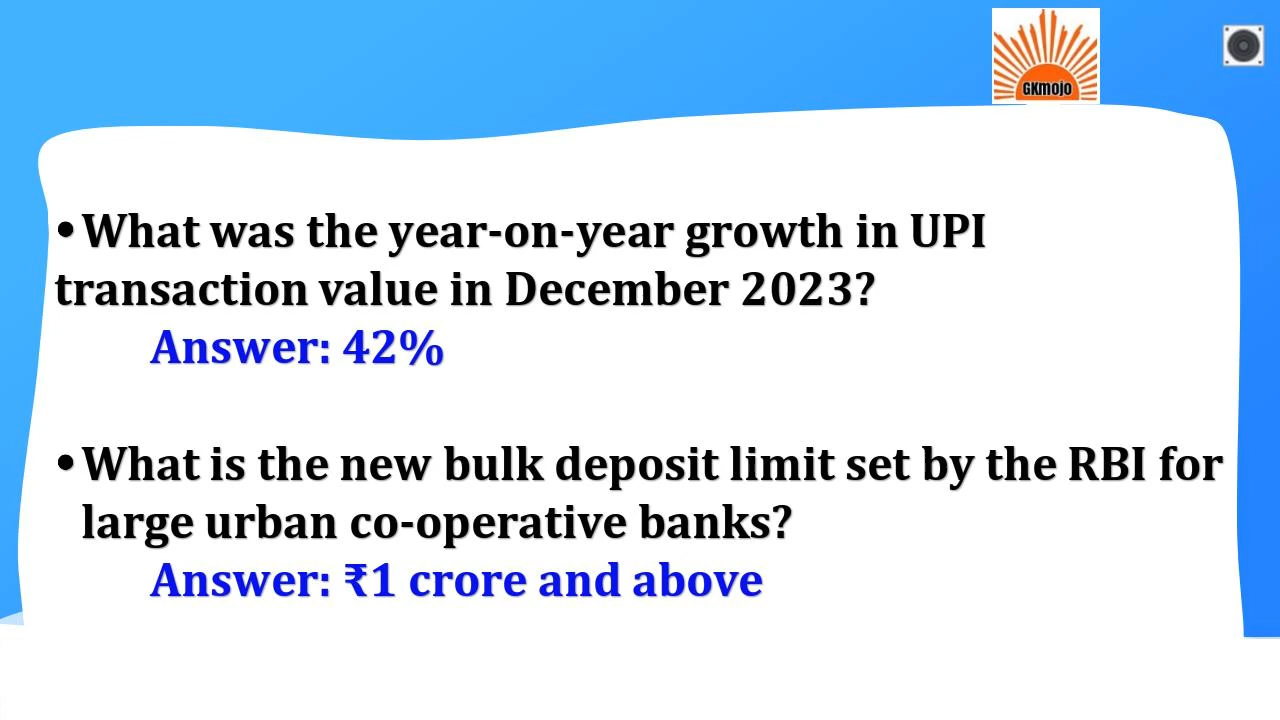 GKmojo
•What was the year-on-year growth in UPI
transaction value in December 2023?
Answer: 42%
•What is the new bulk deposit limit set by the RBI for
large urban co-operative banks?
Answer: ₹1 crore and above